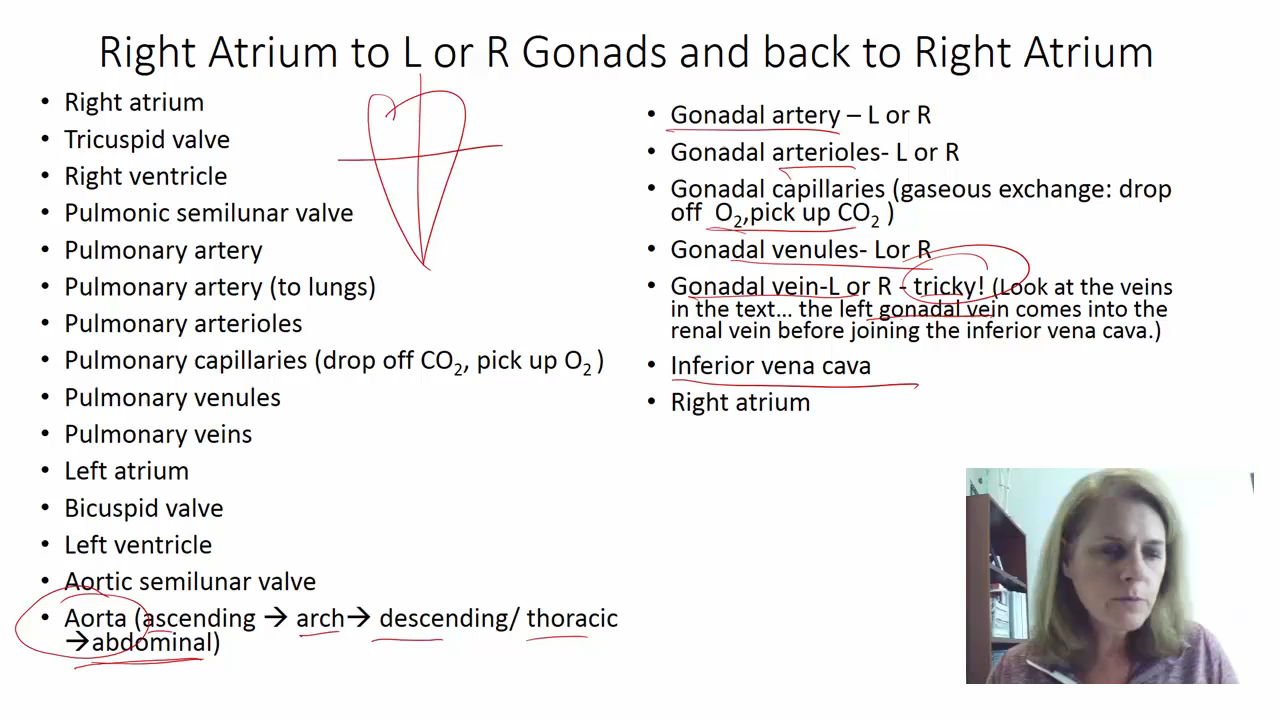 Right Atrium to L or R Gonads and back to Right Atrium
• Right atrium
• Tricuspid valve
• Right ventricle
• Pulmonic semilunar valve
• Pulmonary artery
• Pulmonary artery (to lungs)
• Pulmonary arterioles
• Pulmonary capillaries (drop off CO₂, pick up O₂ )
• Pulmonary venules
• Pulmonary veins
• Left atrium
• Bicuspid valve
• Left ventricle
• Aortic semilunar valve
• Aorta (ascending → arch→ descending/ thoracic
→abdominal)
• Gonadal artery – L or R
• Gonadal arterioles- L or R
• Gonadal capillaries (gaseous exchange: drop
off O₂,pick up CO₂ )
• Gonadal venules- Lor R
• Gonadal vein-L or R - tricky! (Look at the veins
in the text… the left gonadal vein comes into the
renal vein before joining the inferior vena cava.)
• Inferior vena cava
• Right atrium